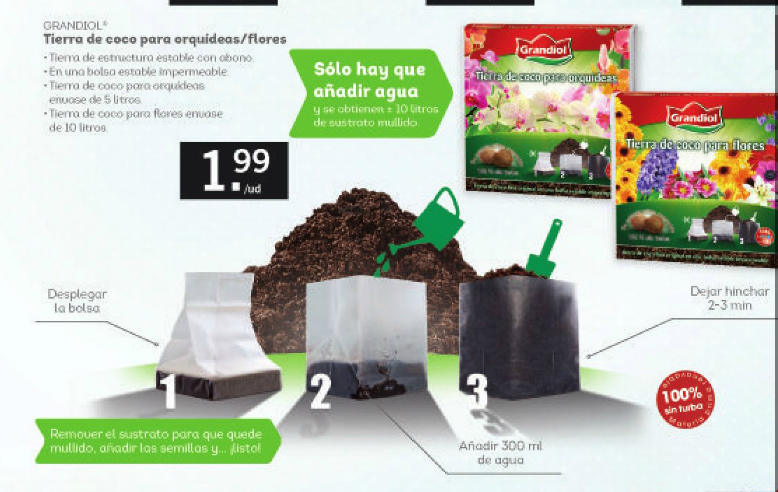 GRANDIOL®
Tierra de coco para orquídeas/flores
• Tierra de estructura estable con abono.
• En una bolsa estable impermeable.
• Tierra de coco para orquídeas
envase de 5 litros.
• Tierra de coco para flores envase
de 10 litros.
Sólo hay que
añadir agua
y se obtienen ± 10 litros
de sustrato mullido
1.99
/ud
Grandiol
Tierra de coco para orquídeas
Grandiol
Tierra de coco para flores
Desplegar
la bolsa
Dejar hinchar
2-3 min
1
2
3
100%
sin turba
Remover el sustrato para que quede
mullido, añadir las semillas y... ¡listo!
Añadir 300 ml
de agua